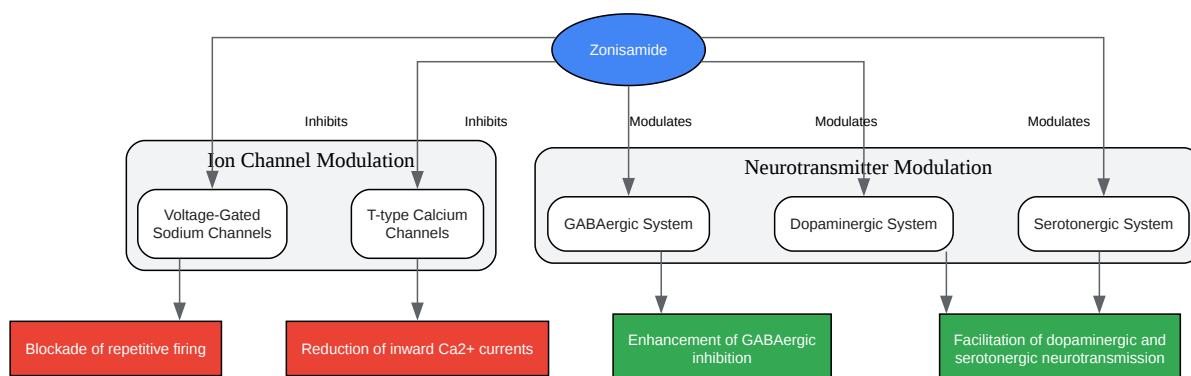 Zonisamide
Inhibits
Inhibits
Modulates
Modulates
Modulates
Ion Channel Modulation
Neurotransmitter Modulation
Voltage-Gated
Sodium Channels
T-type Calcium
Channels
GABAergic System
Dopaminergic System
Serotonergic System
Blockade of repetitive firing
Reduction of inward Ca2+ currents
Enhancement of GABAergic
inhibition
Facilitation of dopaminergic and
serotonergic neurotransmission